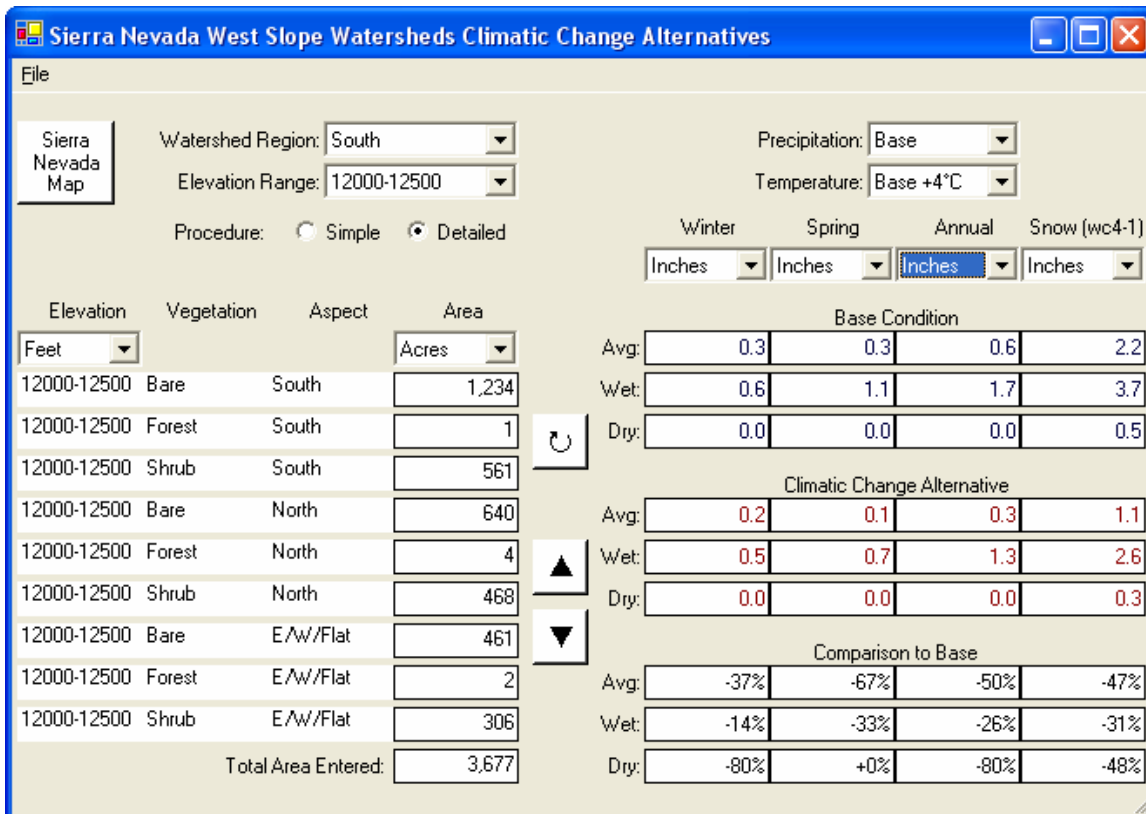 Sierra Nevada West Slope Watersheds Climatic Change Alternatives
File
Sierra
Nevada
Map
Watershed Region: South
Elevation Range: 12000-12500
Procedure: Simple Detailed
Precipitation: Base
Temperature: Base +4°C
Winter Spring Annual Snow (wc4-1)
Inches Inches Inches Inches
Elevation Vegetation Aspect Area
Feet Acres
12000-12500 Bare South 1,234
12000-12500 Forest South 1
12000-12500 Shrub South 561
12000-12500 Bare North 640
12000-12500 Forest North 4
12000-12500 Shrub North 468
12000-12500 Bare E/W/Flat 461
12000-12500 Forest E/W/Flat 2
12000-12500 Shrub E/W/Flat 306
Total Area Entered: 3,677
Base Condition
Avg: 0.3 0.3 0.6 2.2
Wet: 0.6 1.1 1.7 3.7
Dry: 0.0 0.0 0.0 0.5
Climatic Change Alternative
Avg: 0.2 0.1 0.3 1.1
Wet: 0.5 0.7 1.3 2.6
Dry: 0.0 0.0 0.0 0.3
Comparison to Base
Avg: -37% -67% -50% -47%
Wet: -14% -33% -26% -31%
Dry: -80% +0% -80% -48%